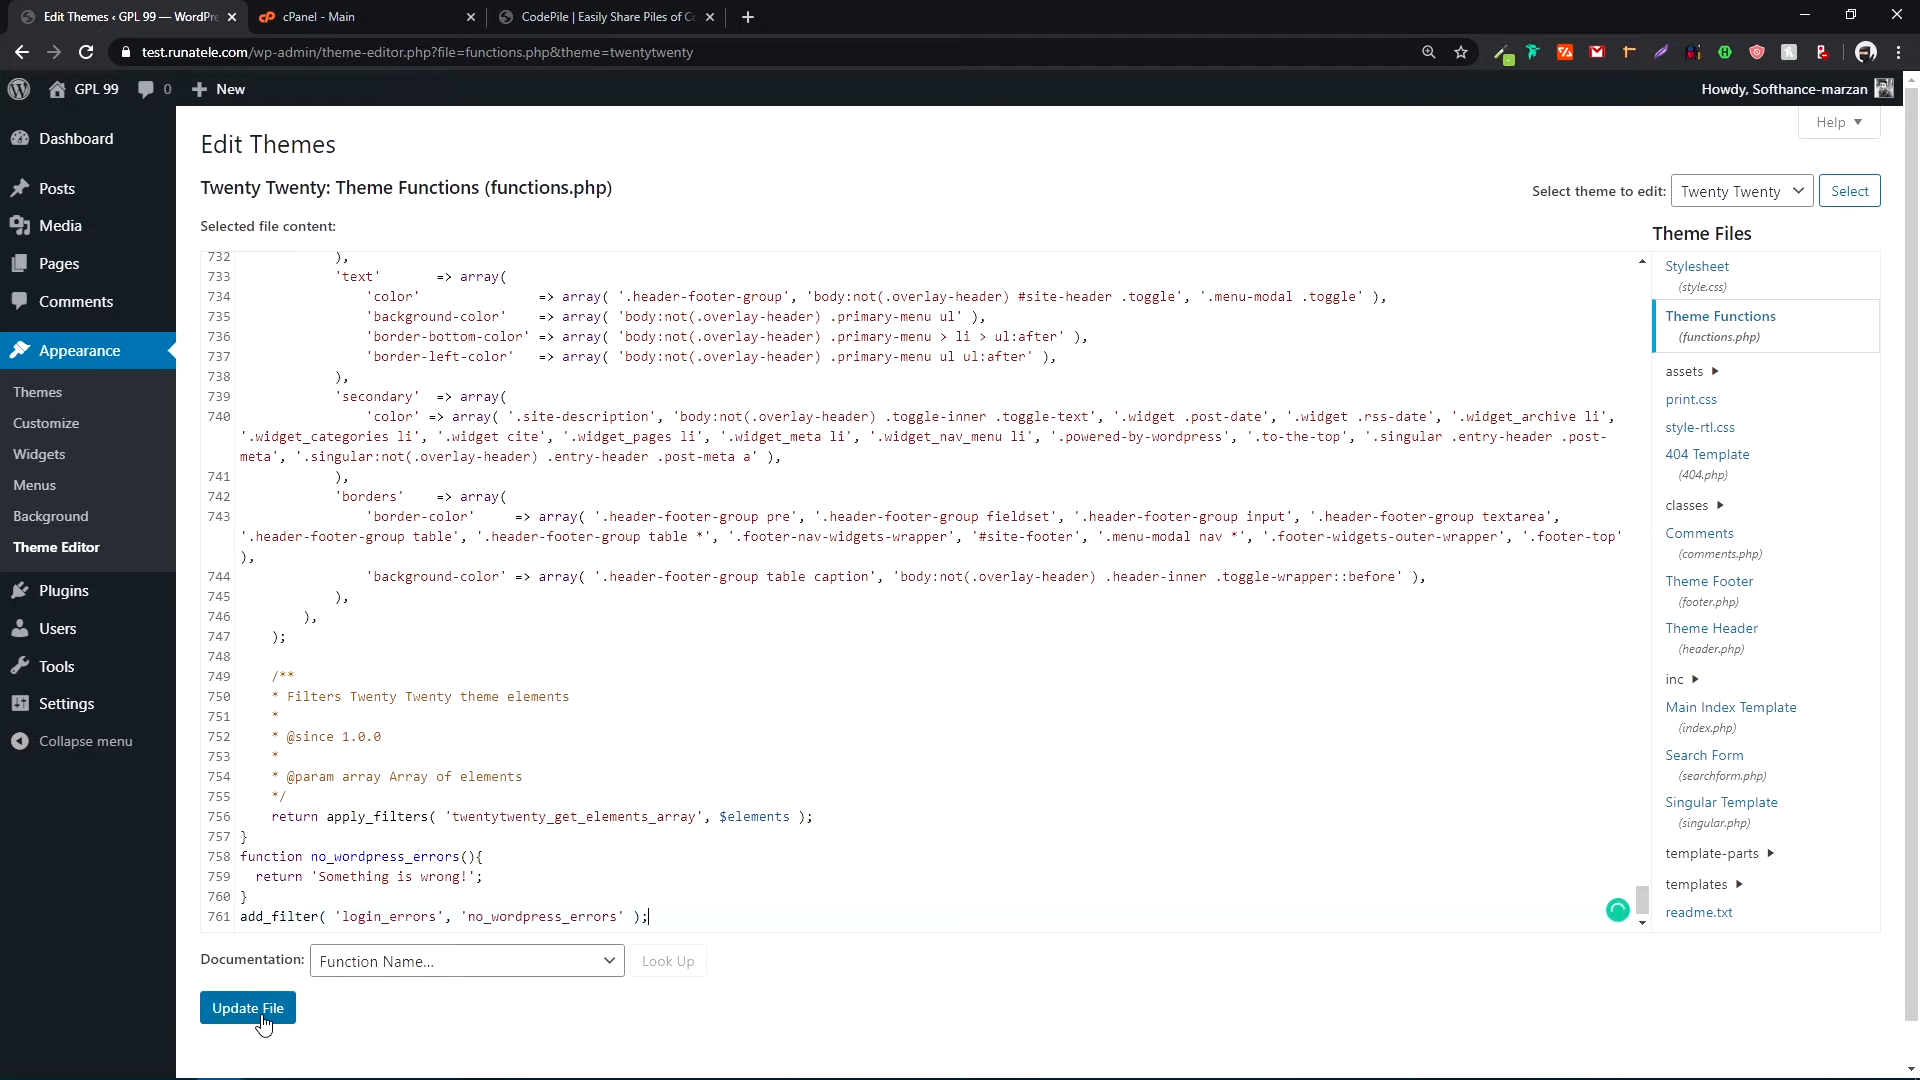 Edit Themes ‹ GPL 99 — WordPre
cPanel - Main
CodePile | Easily Share Piles of Co
test.runatele.com/wp-admin/theme-editor.php?file=functions.php&theme=twentytwenty
GPL 99
0
New
Howdy, Softhance-marzan
Dashboard
Posts
Media
Pages
Comments
Appearance
Themes
Customize
Widgets
Menus
Background
Theme Editor
Plugins
Users
Tools
Settings
Collapse menu
Help
Edit Themes
Twenty Twenty: Theme Functions (functions.php)
Select theme to edit: Twenty Twenty Select
Selected file content:
732 ),
733 'text' => array(
734 'color' => array( '.header-footer-group', 'body:not(.overlay-header) #site-header .toggle', '.menu-modal .toggle' ),
735 'background-color' => array( 'body:not(.overlay-header) .primary-menu ul' ),
736 'border-bottom-color' => array( 'body:not(.overlay-header) .primary-menu > li > ul:after' ),
737 'border-left-color' => array( 'body:not(.overlay-header) .primary-menu ul ul:after' ),
738 ),
739 'secondary' => array(
740 'color' => array( '.site-description', 'body:not(.overlay-header) .toggle-inner .toggle-text', '.widget .post-date', '.widget .rss-date', '.widget_archive li',
'.widget_categories li', '.widget cite', '.widget_pages li', '.widget_meta li', '.widget_nav_menu li', '.powered-by-wordpress', '.to-the-top', '.singular .entry-header .post-
meta', '.singular:not(.overlay-header) .entry-header .post-meta a' ),
741 ),
742 'borders' => array(
743 'border-color' => array( '.header-footer-group pre', '.header-footer-group fieldset', '.header-footer-group input', '.header-footer-group textarea',
'.header-footer-group table', '.header-footer-group table *', '.footer-nav-widgets-wrapper', '#site-footer', '.menu-modal nav *', '.footer-widgets-outer-wrapper', '.footer-top'
),
744 'background-color' => array( '.header-footer-group table caption', 'body:not(.overlay-header) .header-inner .toggle-wrapper::before' ),
745 ),
746 ),
747 );
748
749 /**
750 * Filters Twenty Twenty theme elements
751 *
752 * @since 1.0.0
753 *
754 * @param array Array of elements
755 */
756 return apply_filters( 'twentytwenty_get_elements_array', $elements );
757 }
758 function no_wordpress_errors(){
759 return 'Something is wrong!';
760 }
761 add_filter( 'login_errors', 'no_wordpress_errors' );
Documentation: Function Name... Look Up
Update File
Theme Files
Stylesheet
(style.css)
Theme Functions
(functions.php)
assets
print.css
style-rtl.css
404 Template
(404.php)
classes
Comments
(comments.php)
Theme Footer
(footer.php)
Theme Header
(header.php)
inc
Main Index Template
(index.php)
Search Form
(searchform.php)
Singular Template
(singular.php)
template-parts
templates
readme.txt